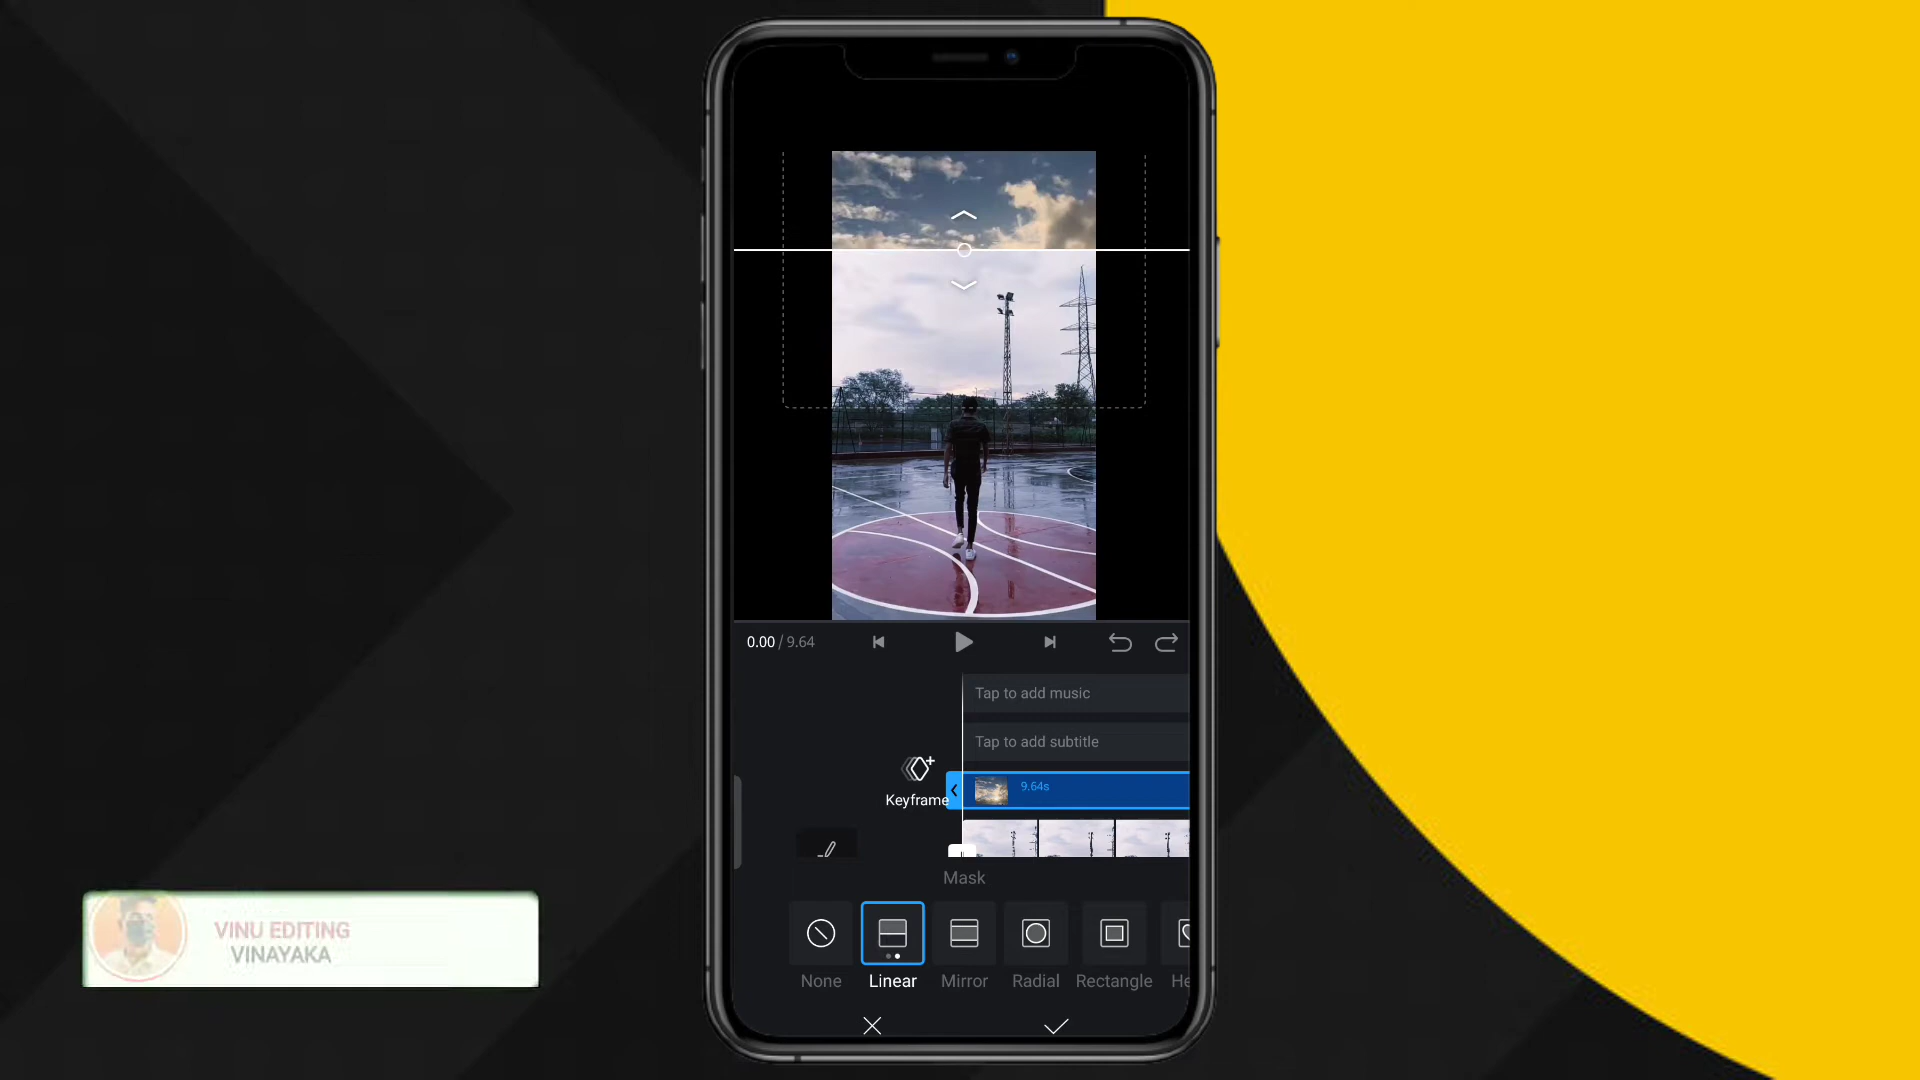 0.00 / 9.64
Tap to add music
Tap to add subtitle
9.64s
Keyframe
Mask
None
Linear
Mirror
Radial
Rectangle
He
VINU EDITING
VINAYAKA